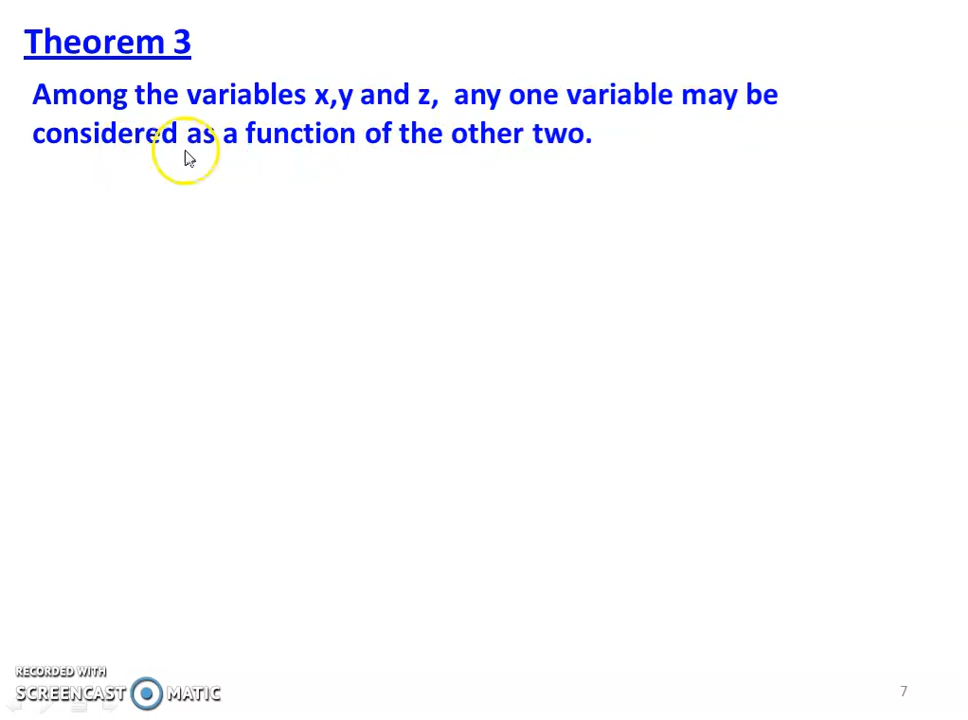 Theorem 3
Among the variables x,y and z, any one variable may be
considered as a function of the other two.
RECORDED WITH
SCREENCAST MATIC
7